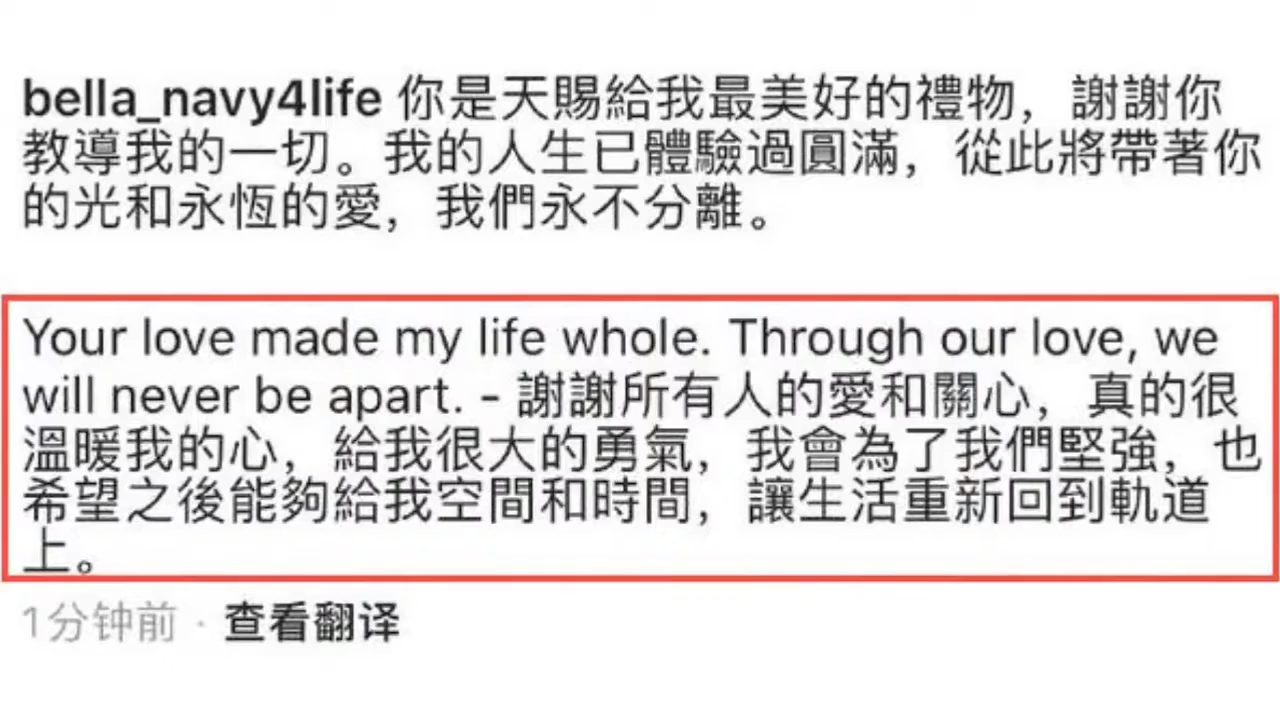 bella_navy4life 你是天賜給我最美好的禮物，謝謝你
教導我的一切。我的人生已體驗過圓滿，從此將帶著你
的光和永恆的愛，我們永不分離。
Your love made my life whole. Through our love, we
will never be apart. - 謝謝所有人的愛和關心，真的很
溫暖我的心，給我很大的勇氣，我會為了我們堅強，也
希望之後能夠給我空間和時間，讓生活重新回到軌道
上。
1分钟前 · 查看翻译